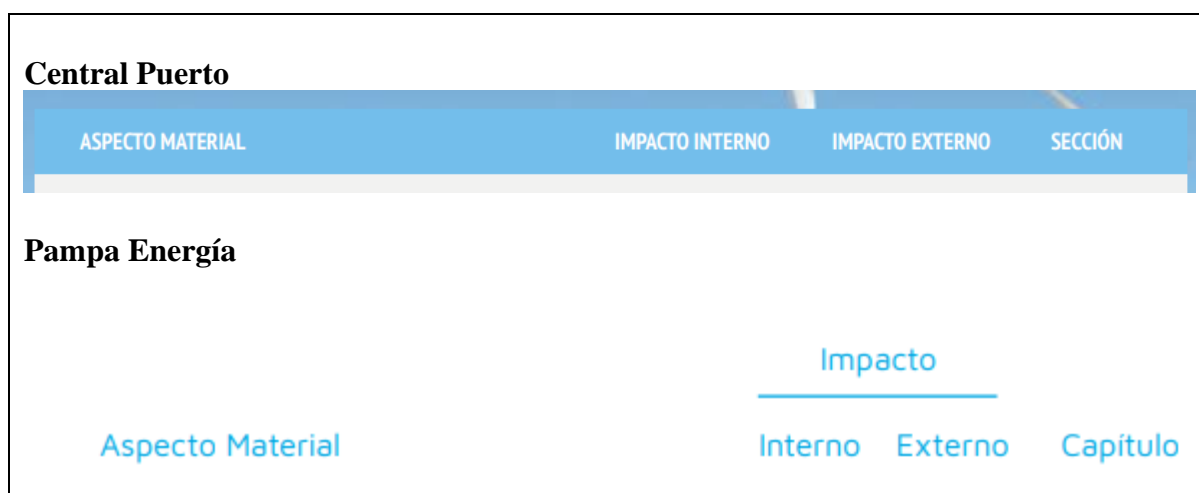 Central Puerto
ASPECTO MATERIAL IMPACTO INTERNO IMPACTO EXTERNO SECCIÓN
Pampa Energía
Impacto
Aspecto Material Interno Externo Capítulo